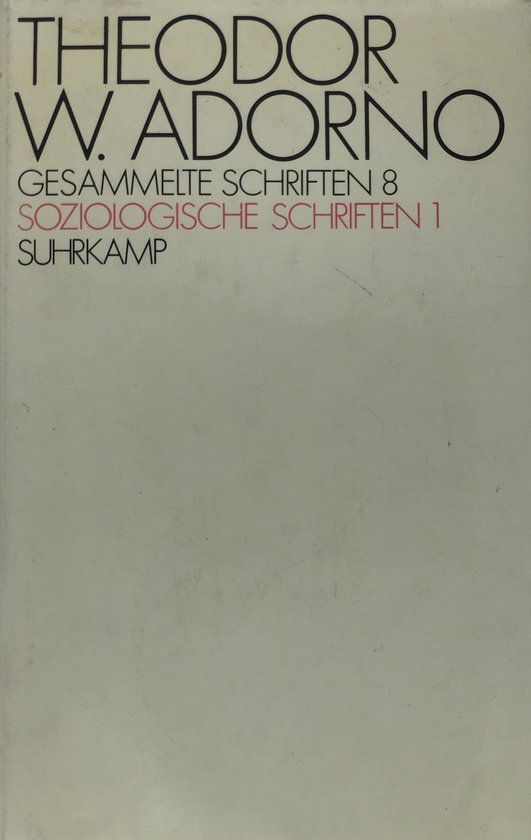 THEODOR
W. ADORNO
GESAMMELTE SCHRIFTEN 8
SOZIOLOGISCHE SCHRIFTEN 1
SUHRKAMP